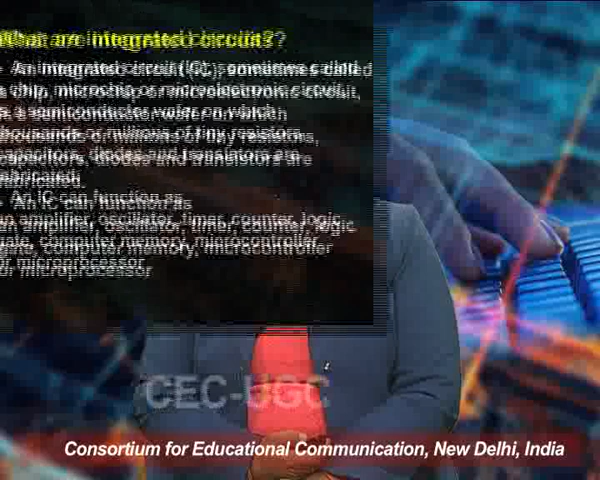 What are integrated circuit?
An integrated circuit (IC), sometimes called
a chip, microchip or microelectronic circuit,
is a semiconductor wafer on which
thousands or millions of tiny resistors,
capacitors, diodes and transistors are
fabricated.
An IC can function as
an amplifier, oscillator, timer, counter, logic
gate, computer memory, microcontroller
or microprocessor
CEC-UGC
Consortium for Educational Communication, New Delhi, India